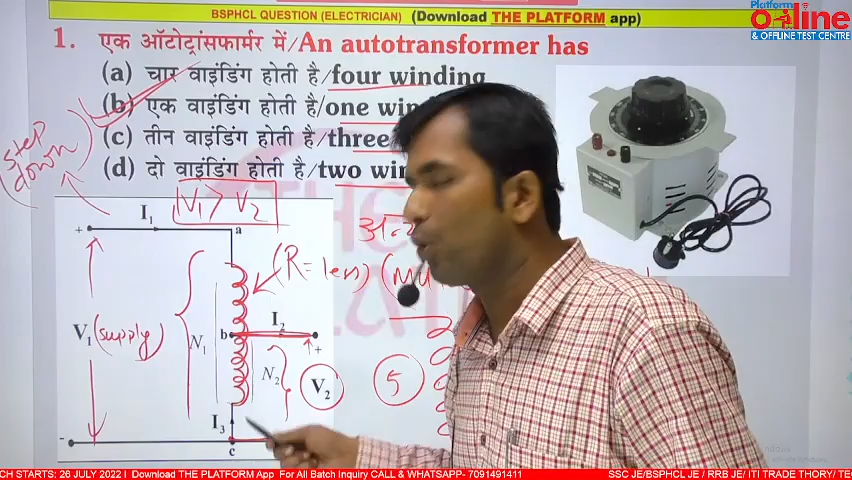 BSPHCL QUESTION (ELECTRICIAN) (Download THE PLATFORM app)
Platform
online
& OFFLINE TEST CENTRE
1. एक ऑटोट्रांसफार्मर में/An autotransformer has
(a) चार वाइंडिंग होती है/four winding
(b) एक वाइंडिंग होती है/one
(c) तीन वाइंडिंग होती है/three
(d) दो वाइंडिंग होती है/two
(step down)
V1 > V2
I1
+
a
(R = less)
V1 (supply)
N1
b
I2
+
N2
V2
5
I3
-
c
CH STARTS: 26 JULY 2022 I Download THE PLATFORM App For All Batch Inquiry CALL & WHATSAPP- 7091491411
SSC JE/BSPHCL JE / RRB JE/ ITI TRADE THORY/